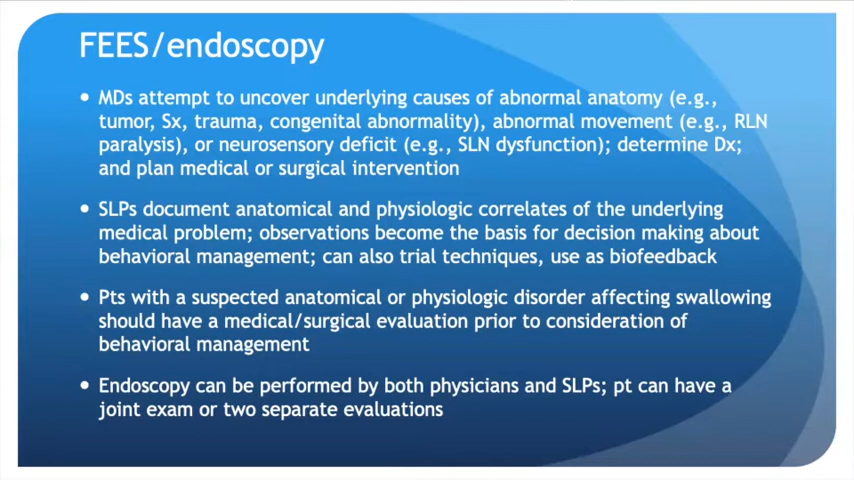 FEES/endoscopy
• MDs attempt to uncover underlying causes of abnormal anatomy (e.g.,
tumor, Sx, trauma, congenital abnormality), abnormal movement (e.g., RLN
paralysis), or neurosensory deficit (e.g., SLN dysfunction); determine Dx;
and plan medical or surgical intervention
• SLPs document anatomical and physiologic correlates of the underlying
medical problem; observations become the basis for decision making about
behavioral management; can also trial techniques, use as biofeedback
• Pts with a suspected anatomical or physiologic disorder affecting swallowing
should have a medical/surgical evaluation prior to consideration of
behavioral management
• Endoscopy can be performed by both physicians and SLPs; pt can have a
joint exam or two separate evaluations